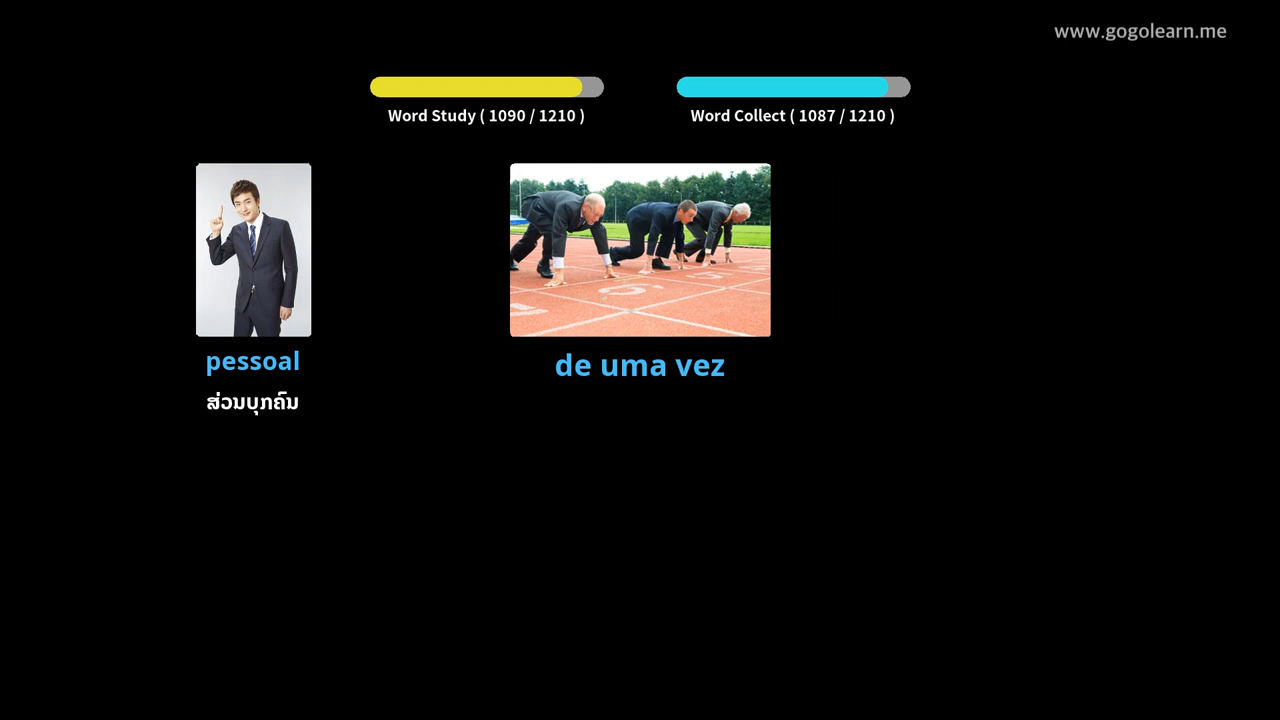 www.gogolearn.me
Word Study ( 1090 / 1210 )
Word Collect ( 1087 / 1210 )
pessoal
ສ່ວນບຸກຄົນ
de uma vez